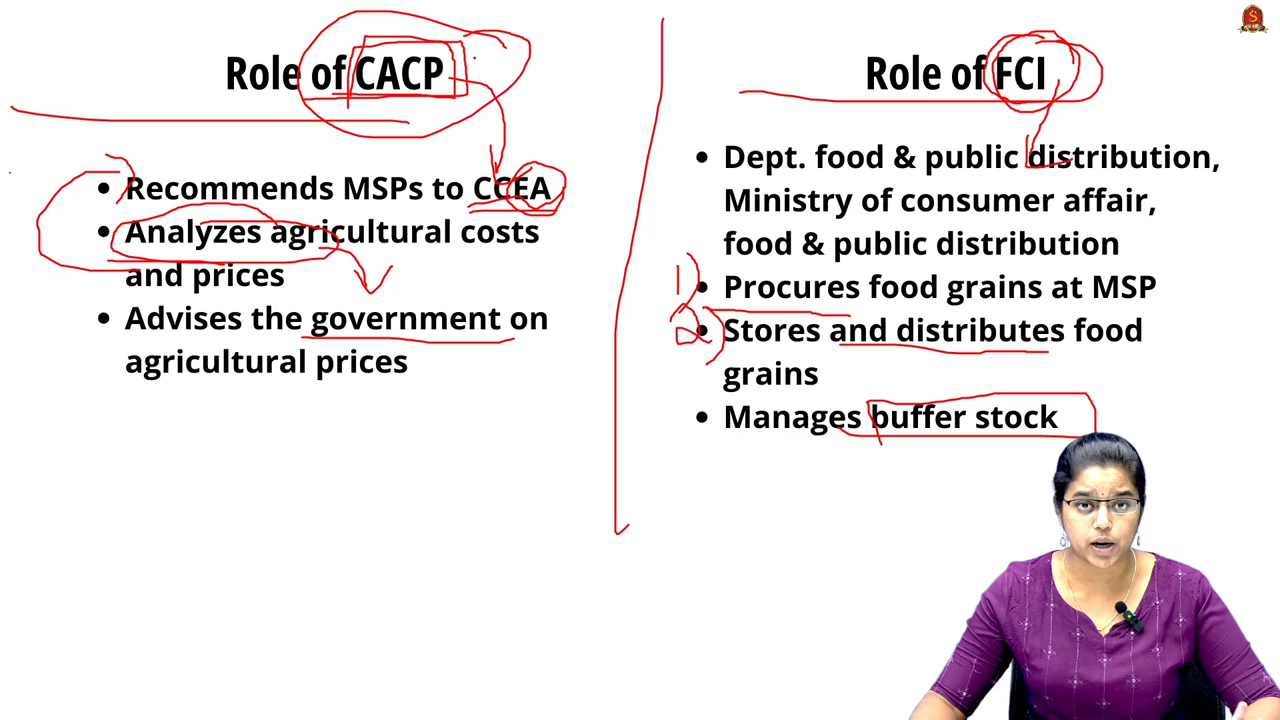 Role of CACP
Recommends MSPs to CCEA
Analyzes agricultural costs
and prices
Advises the government on
agricultural prices
Role of FCI
Dept. food & public distribution,
Ministry of consumer affair,
food & public distribution
1) Procures food grains at MSP
2) Stores and distributes food
grains
Manages buffer stock